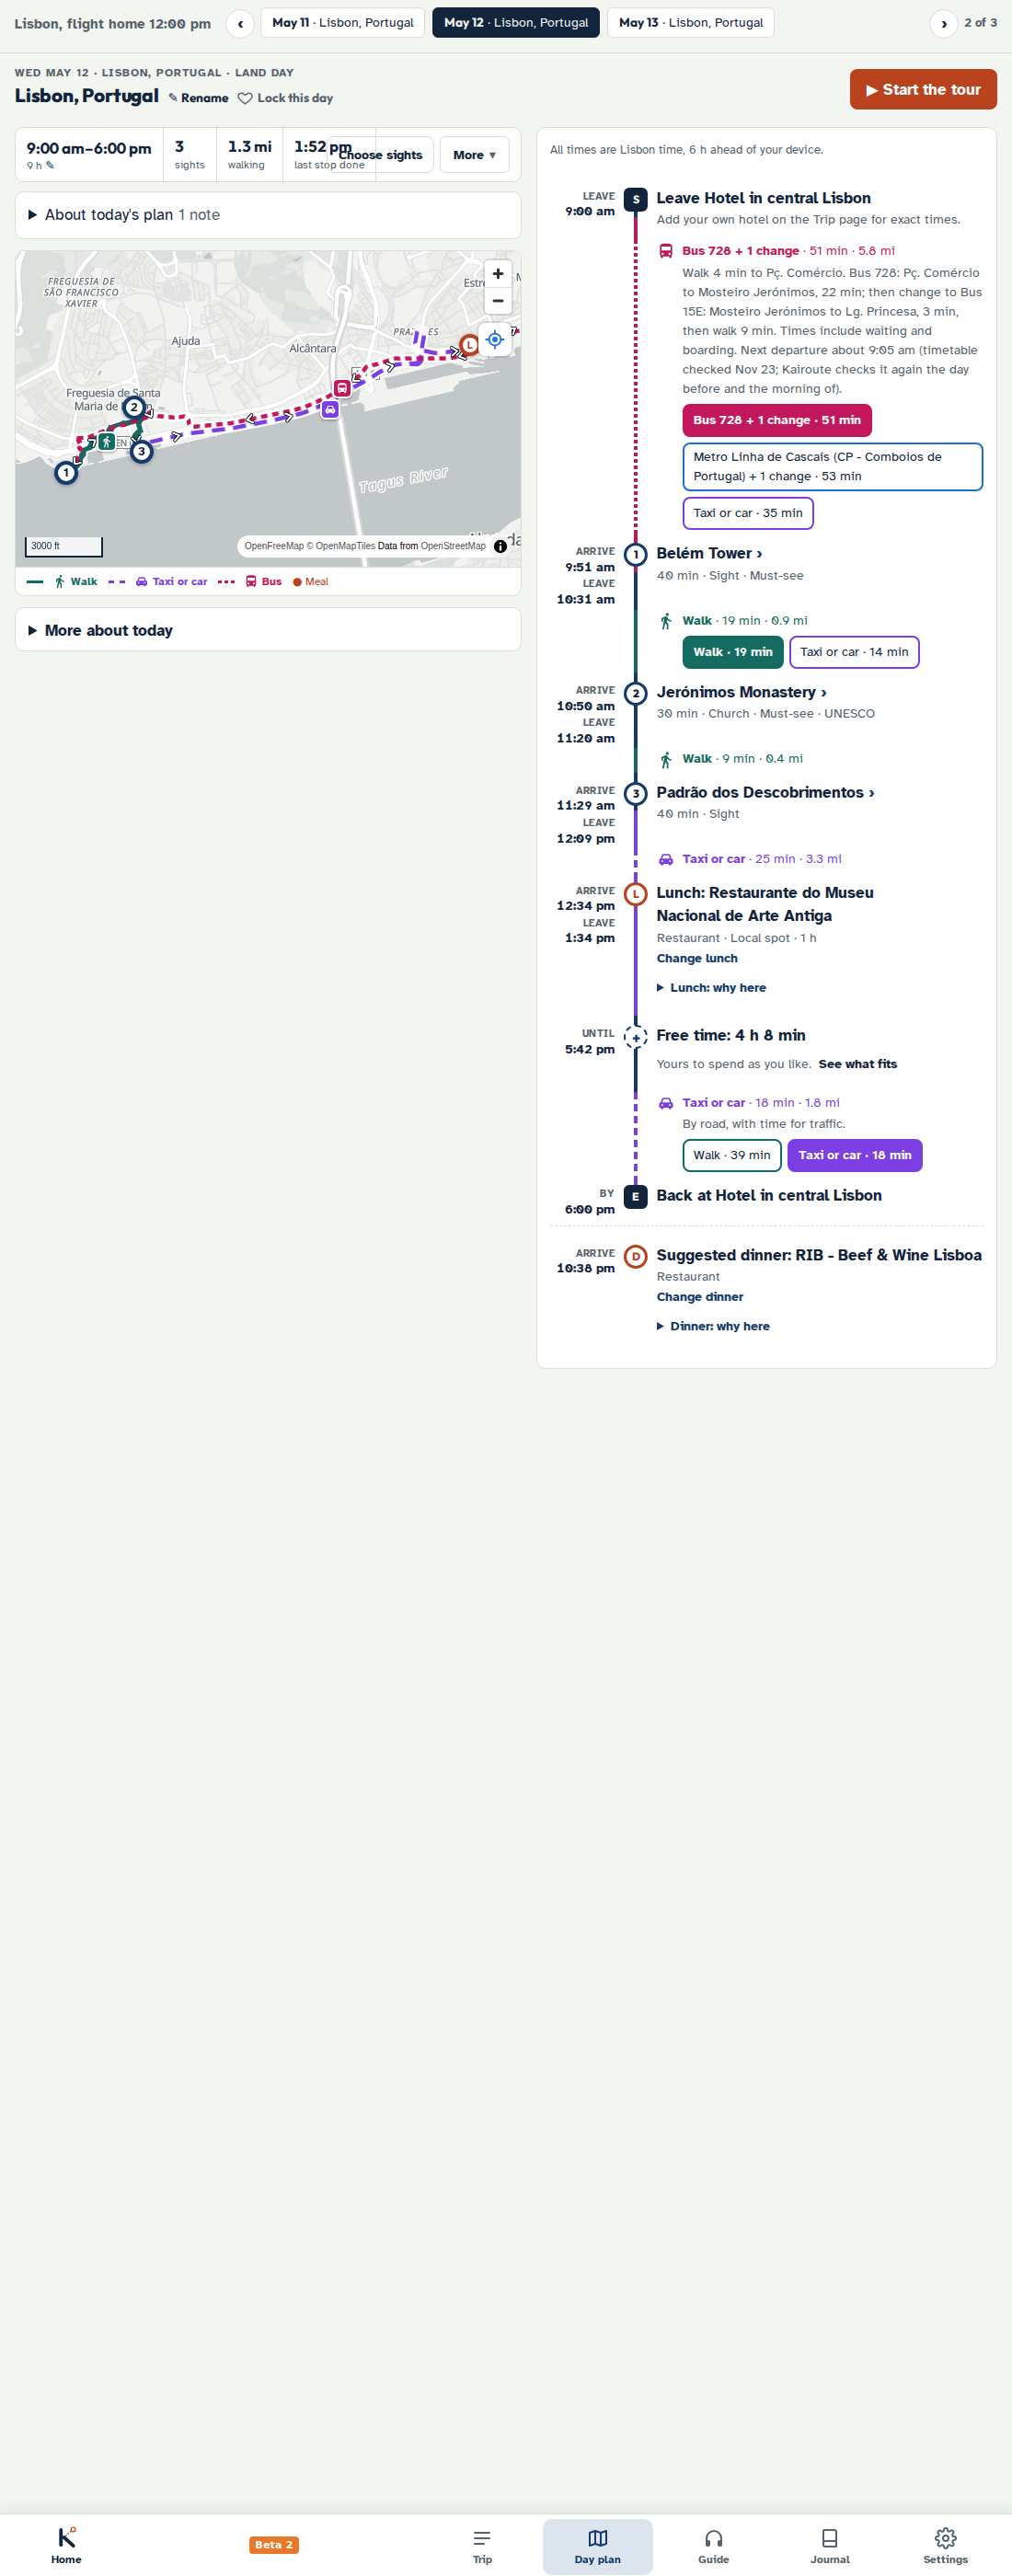 Lisbon, flight home 12:00 pm
‹
May 11 · Lisbon, Portugal
May 12 · Lisbon, Portugal
May 13 · Lisbon, Portugal
›
2 of 3
WED MAY 12 · LISBON, PORTUGAL · LAND DAY
Lisbon, Portugal
✎ Rename
Lock this day
▶ Start the tour
9:00 am–6:00 pm
9 h ✎
3
sights
1.3 mi
walking
1:52 pm
last stop done
Choose sights
More ▼
▶ About today's plan 1 note
FREGUESIA DE
SÃO FRANCISCO
XAVIER
Ajuda
Alcântara
Freguesia de Santa
Maria de
Tagus River
1
2
3
L
+
−
3000 ft
OpenFreeMap © OpenMapTiles Data from OpenStreetMap
Walk
Taxi or car
Bus
Meal
▶ More about today
All times are Lisbon time, 6 h ahead of your device.
LEAVE
9:00 am
S
Leave Hotel in central Lisbon
Add your own hotel on the Trip page for exact times.
Bus 728 + 1 change · 51 min · 5.8 mi
Walk 4 min to Pç. Comércio. Bus 728: Pç. Comércio
to Mosteiro Jerónimos, 22 min; then change to Bus
15E: Mosteiro Jerónimos to Lg. Princesa, 3 min,
then walk 9 min. Times include waiting and
boarding. Next departure about 9:05 am (timetable
checked Nov 23; Kairoute checks it again the day
before and the morning of).
Bus 728 + 1 change · 51 min
Metro Linha de Cascais (CP - Comboios de
Portugal) + 1 change · 53 min
Taxi or car · 35 min
ARRIVE
9:51 am
LEAVE
10:31 am
1
Belém Tower ›
40 min · Sight · Must-see
Walk · 19 min · 0.9 mi
Walk · 19 min
Taxi or car · 14 min
ARRIVE
10:50 am
LEAVE
11:20 am
2
Jerónimos Monastery ›
30 min · Church · Must-see · UNESCO
Walk · 9 min · 0.4 mi
ARRIVE
11:29 am
LEAVE
12:09 pm
3
Padrão dos Descobrimentos ›
40 min · Sight
Taxi or car · 25 min · 3.3 mi
ARRIVE
12:34 pm
LEAVE
1:34 pm
L
Lunch: Restaurante do Museu
Nacional de Arte Antiga
Restaurant · Local spot · 1 h
Change lunch
▶ Lunch: why here
UNTIL
5:42 pm
+
Free time: 4 h 8 min
Yours to spend as you like. See what fits
Taxi or car · 18 min · 1.8 mi
By road, with time for traffic.
Walk · 39 min
Taxi or car · 18 min
BY
6:00 pm
E
Back at Hotel in central Lisbon
ARRIVE
10:38 pm
D
Suggested dinner: RIB - Beef & Wine Lisboa
Restaurant
Change dinner
▶ Dinner: why here
Home
Beta 2
Trip
Day plan
Guide
Journal
Settings